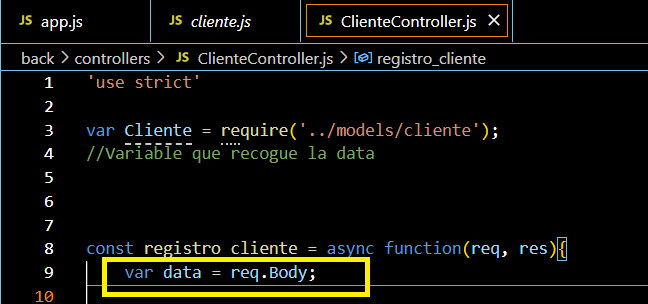 JS app.js JS cliente.js JS ClienteController.js ×
back > controllers > JS ClienteController.js > registro_cliente
1 'use strict'
2
3 var Cliente = require('../models/cliente');
4 //Variable que recogue la data
5
6
7
8 const registro_cliente = async function(req, res){
9 var data = req.Body;
10